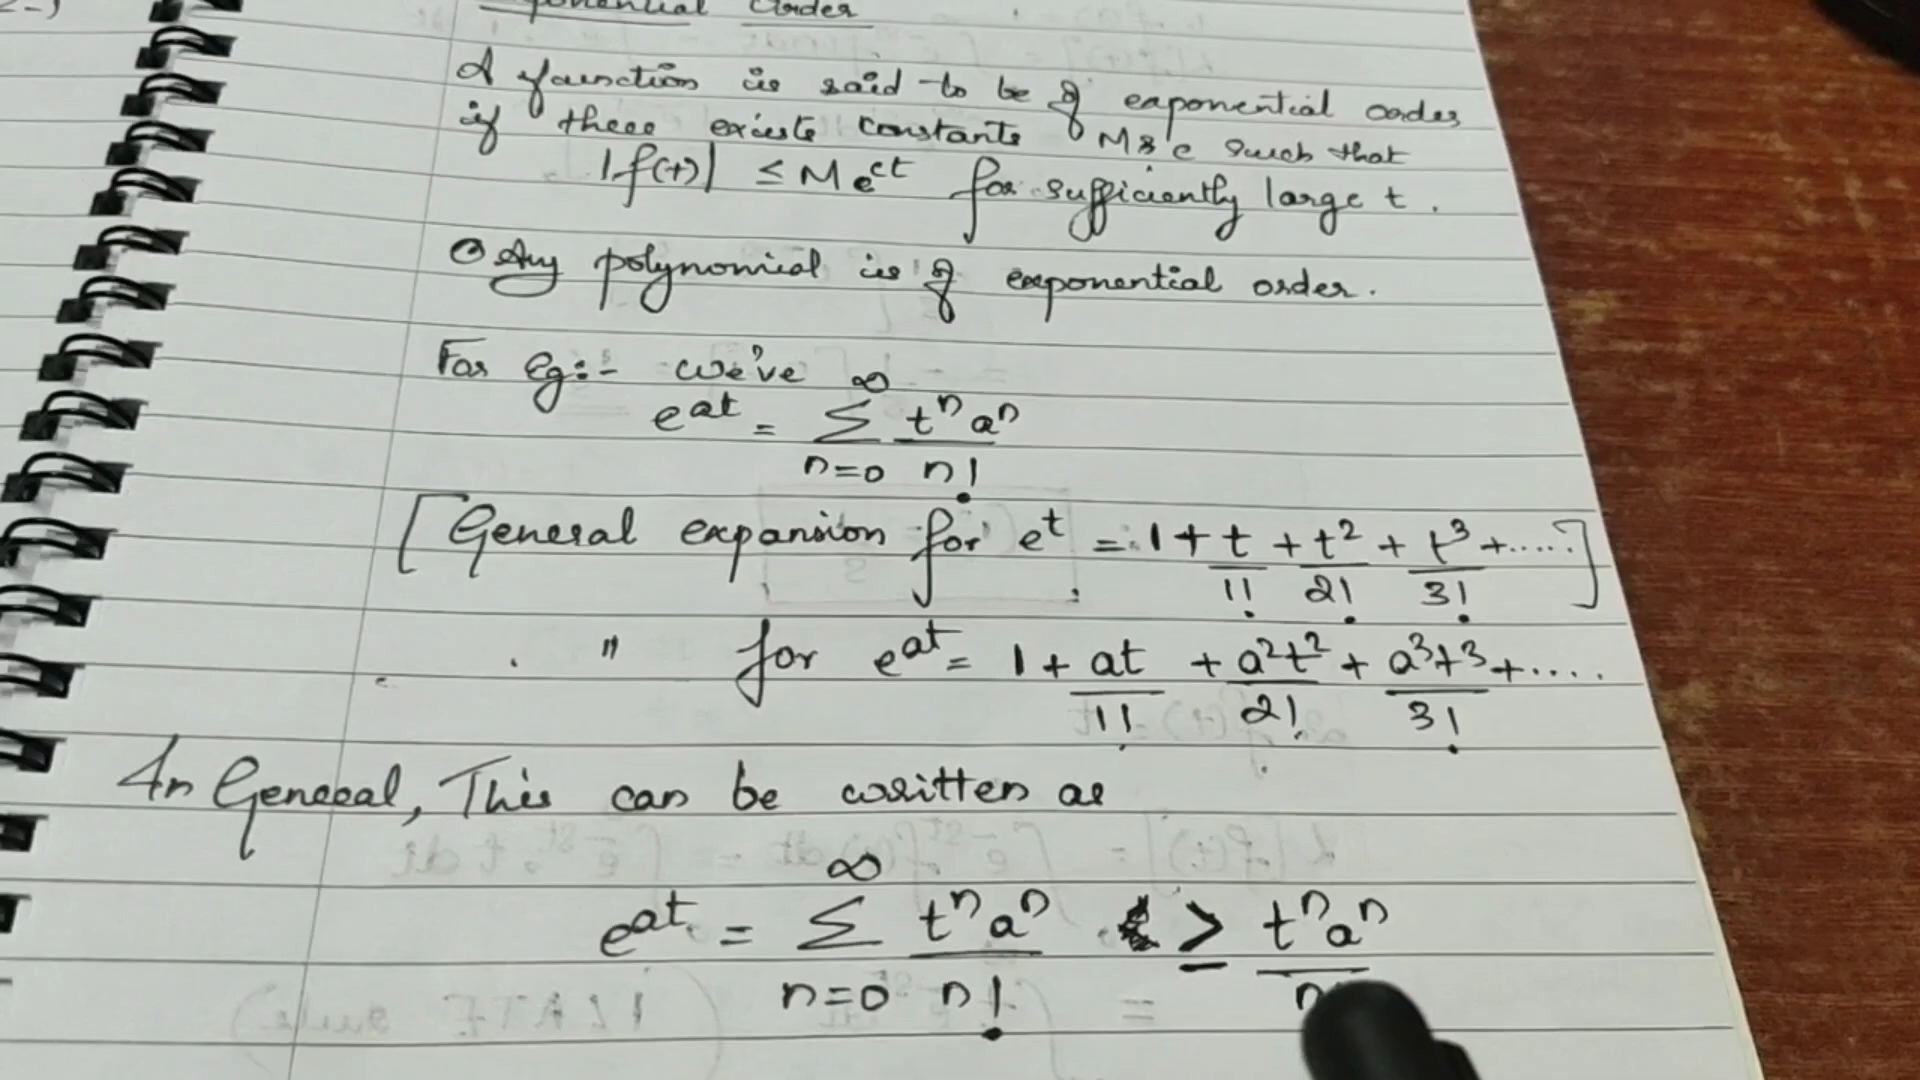 Exponential Order
A function is said to be of exponential order
if there exists constants M & c such that
|f(t)| ≤ M e^ct for sufficiently large t.
Any polynomial is of exponential order.
For Eg:- we've
e^at = ∞ Σ n=0 t^n a^n / n!
[General expansion for e^t = 1 + t/1! + t^2/2! + t^3/3! + .....]
" for e^at = 1 + at/1! + a^2t^2/2! + a^3t^3/3! + ....
In General, This can be written as
e^at = ∞ Σ n=0 t^n a^n / n! ≥ t^n a^n / n